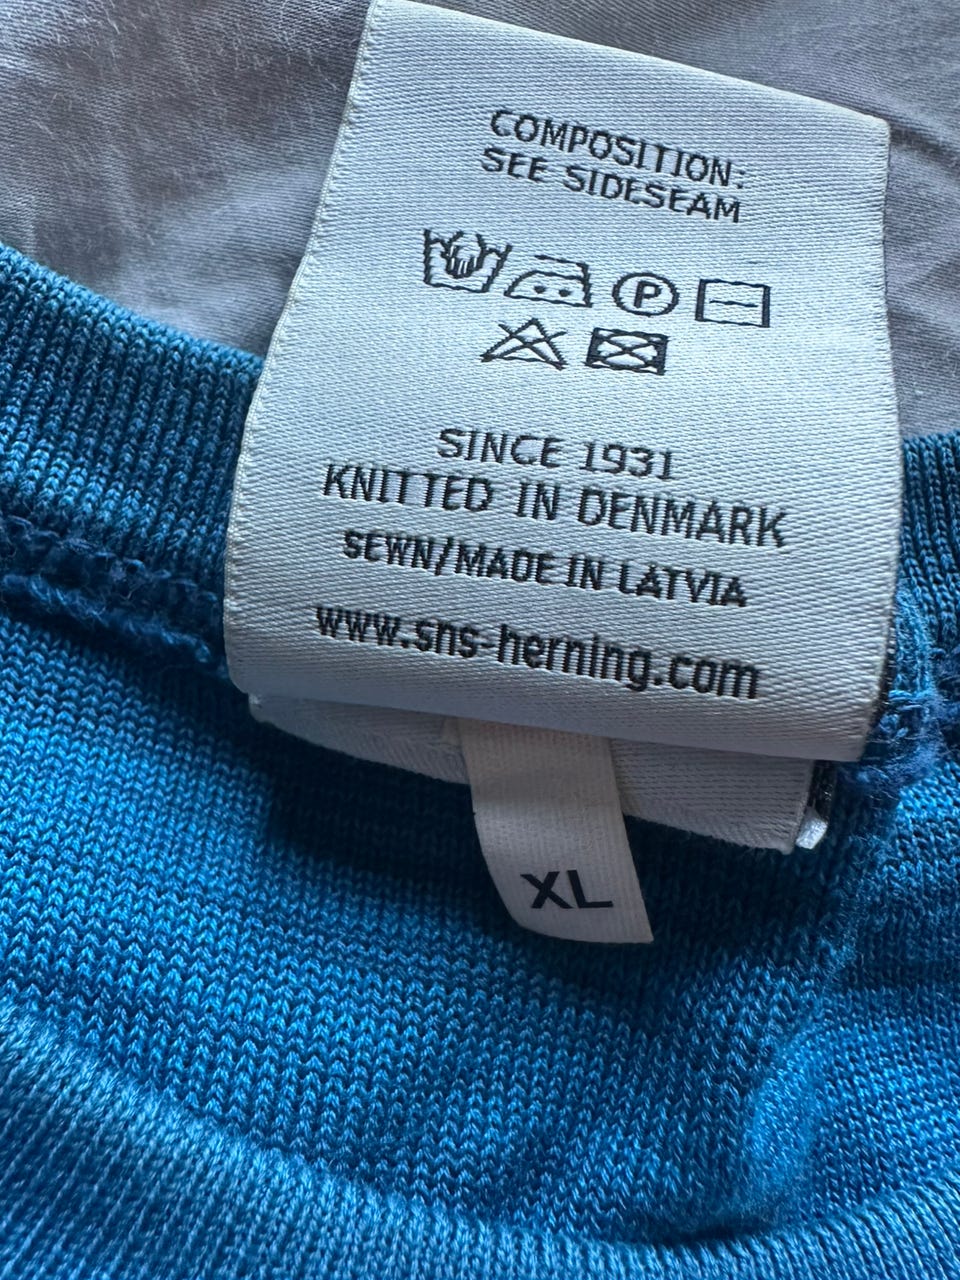 COMPOSITION:
SEE SIDESEAM
P
SINCE 1931
KNITTED IN DENMARK
SEWN/MADE IN LATVIA
www.sns-herning.com
XL